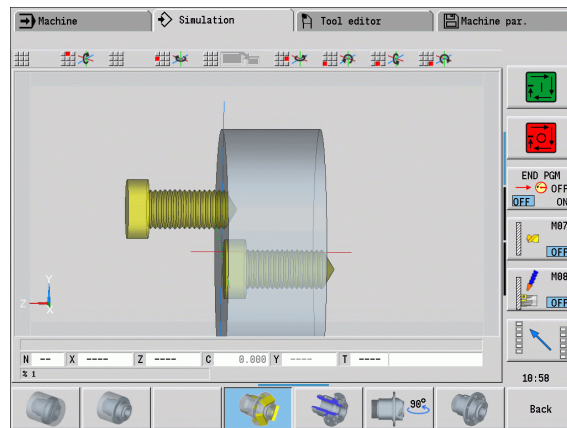 Machine
Simulation
Tool editor
Machine par.
END PGM
OFF
OFF ON
M07
OFF
M08
OFF
Y
Z
X
N -- X ---- Z ---- C 0.000 Y ---- T ----
% 1
10:58
90°
Back